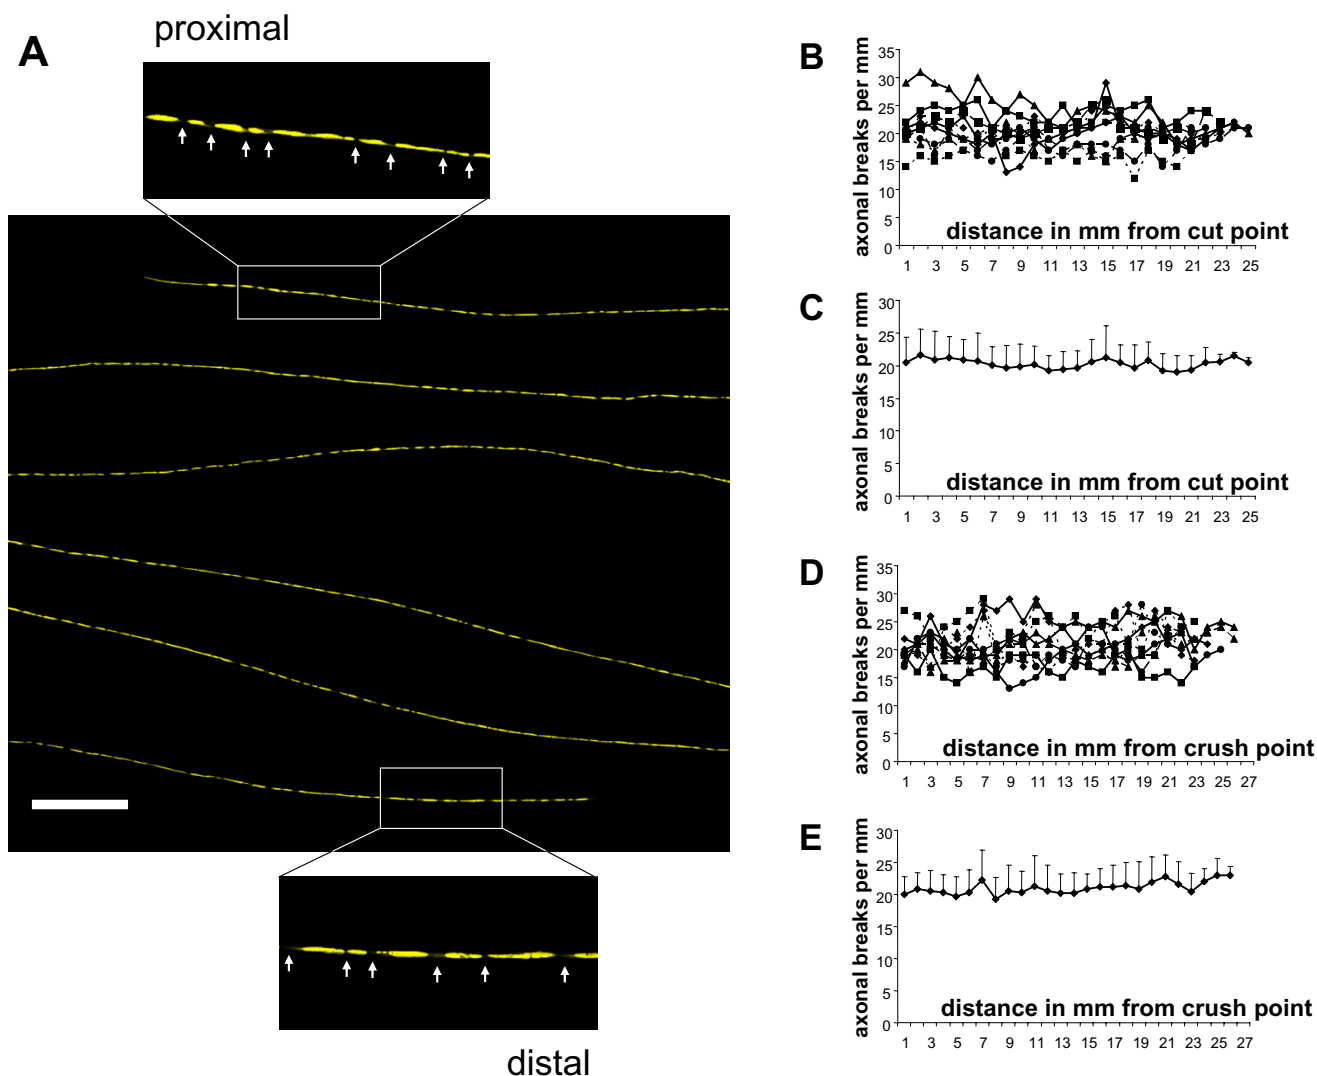 proximal
A
distal
B
axonal breaks per mm
35
30
25
20
15
10
5
0
distance in mm from cut point
1 3 5 7 9 11 13 15 17 19 21 23 25
C
axonal breaks per mm
30
25
20
15
10
5
0
distance in mm from cut point
1 3 5 7 9 11 13 15 17 19 21 23 25
D
axonal breaks per mm
35
30
25
20
15
10
5
0
distance in mm from crush point
1 3 5 7 9 11 13 15 17 19 21 23 25 27
E
axonal breaks per mm
30
25
20
15
10
5
0
distance in mm from crush point
1 3 5 7 9 11 13 15 17 19 21 23 25 27